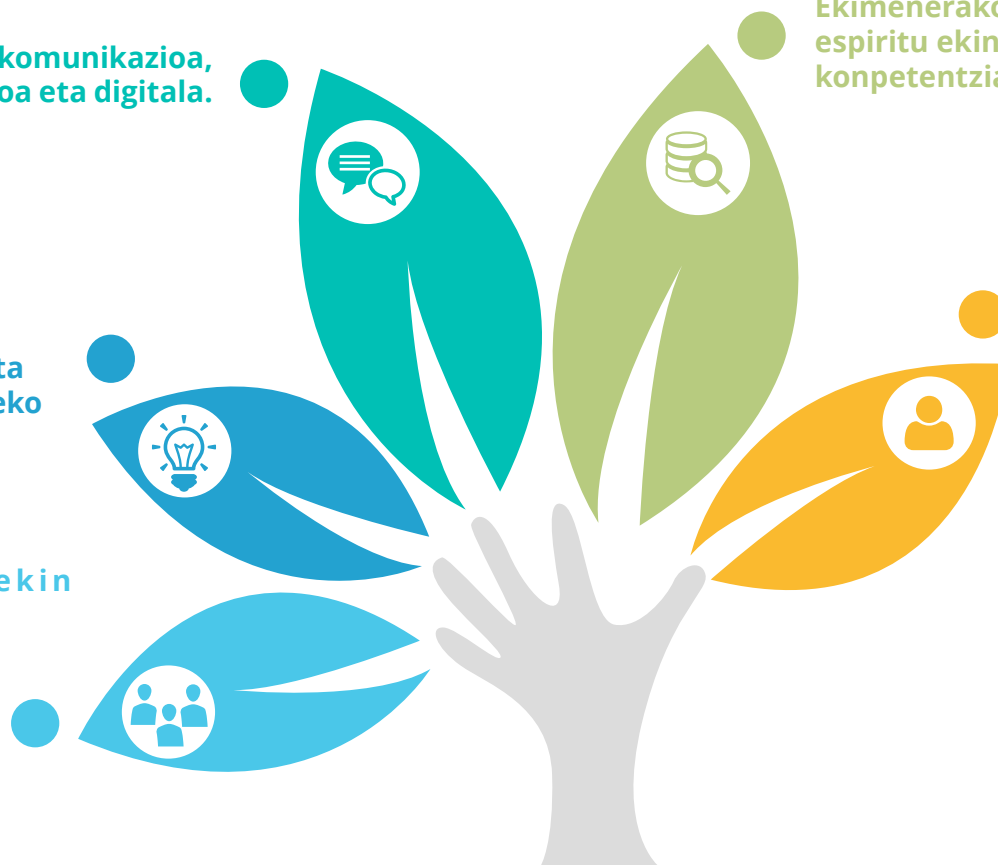 komunikazioa,
oa eta digitala.
Ekimenerako
espiritu ekin
konpetentzia
ta
eko
ekin